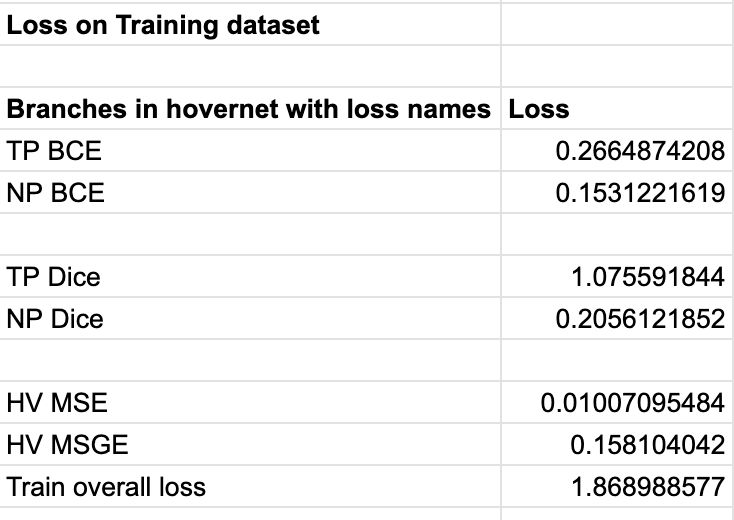 Loss on Training dataset
Branches in hovernet with loss names Loss
TP BCE 0.2664874208
NP BCE 0.1531221619
TP Dice 1.075591844
NP Dice 0.2056121852
HV MSE 0.01007095484
HV MSGE 0.158104042
Train overall loss 1.868988577